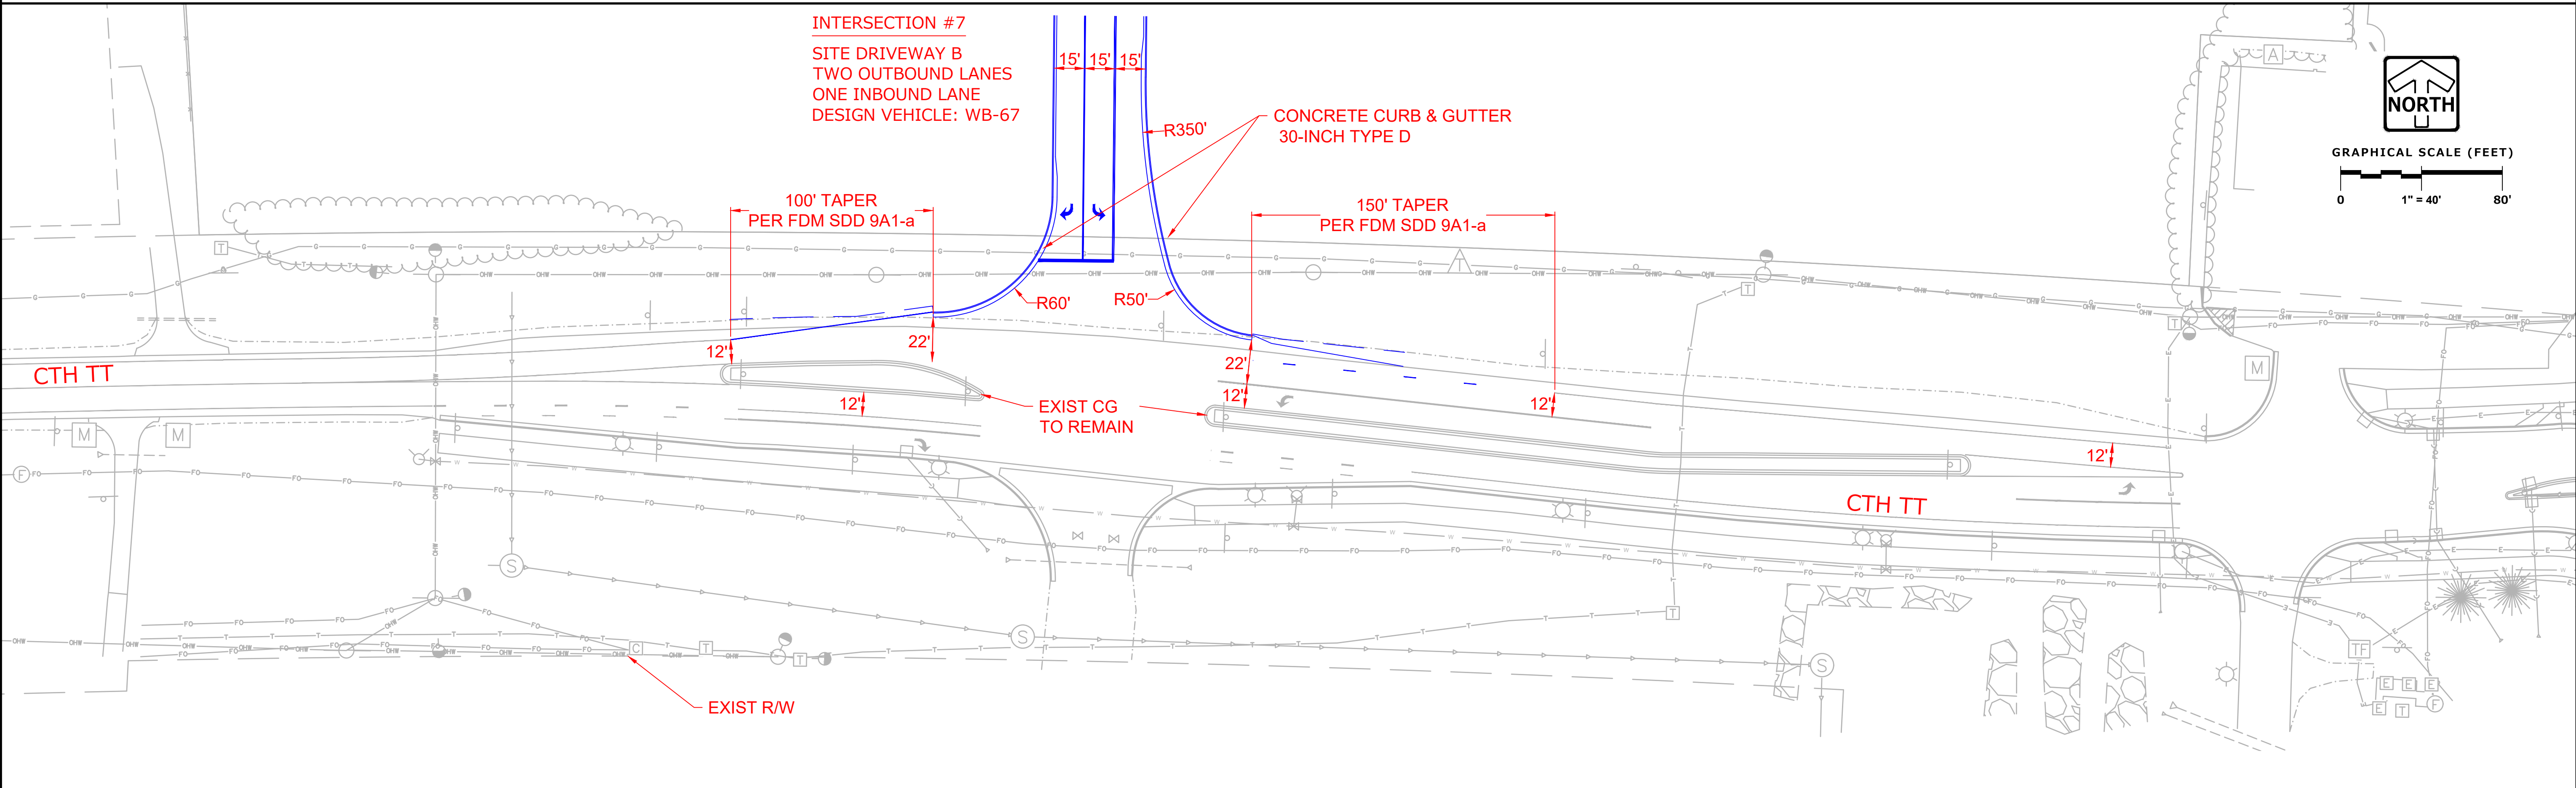 INTERSECTION #7
SITE DRIVEWAY B
TWO OUTBOUND LANES
ONE INBOUND LANE
DESIGN VEHICLE: WB-67
15' 15' 15'
R350'
CONCRETE CURB & GUTTER
30-INCH TYPE D
A
NORTH
GRAPHICAL SCALE (FEET)
0 1" = 40' 80'
100' TAPER
PER FDM SDD 9A1-a
150' TAPER
PER FDM SDD 9A1-a
R60'
R50'
12'
22'
22'
12'
12'
12'
12'
CTH TT
EXIST CG
TO REMAIN
CTH TT
EXIST R/W
T
T
T
T
M
M
M
F
S
S
S
C
T
T
T
TF
E
E
E
E
T
F
G
OHW
FO
W
E